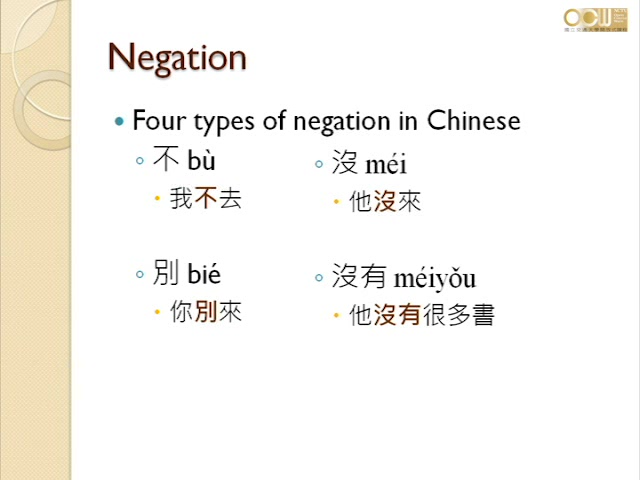 Negation
Four types of negation in Chinese
不 bù
我不去
沒 méi
他沒來
別 bié
你別來
沒有 méiyǒu
他沒有很多書